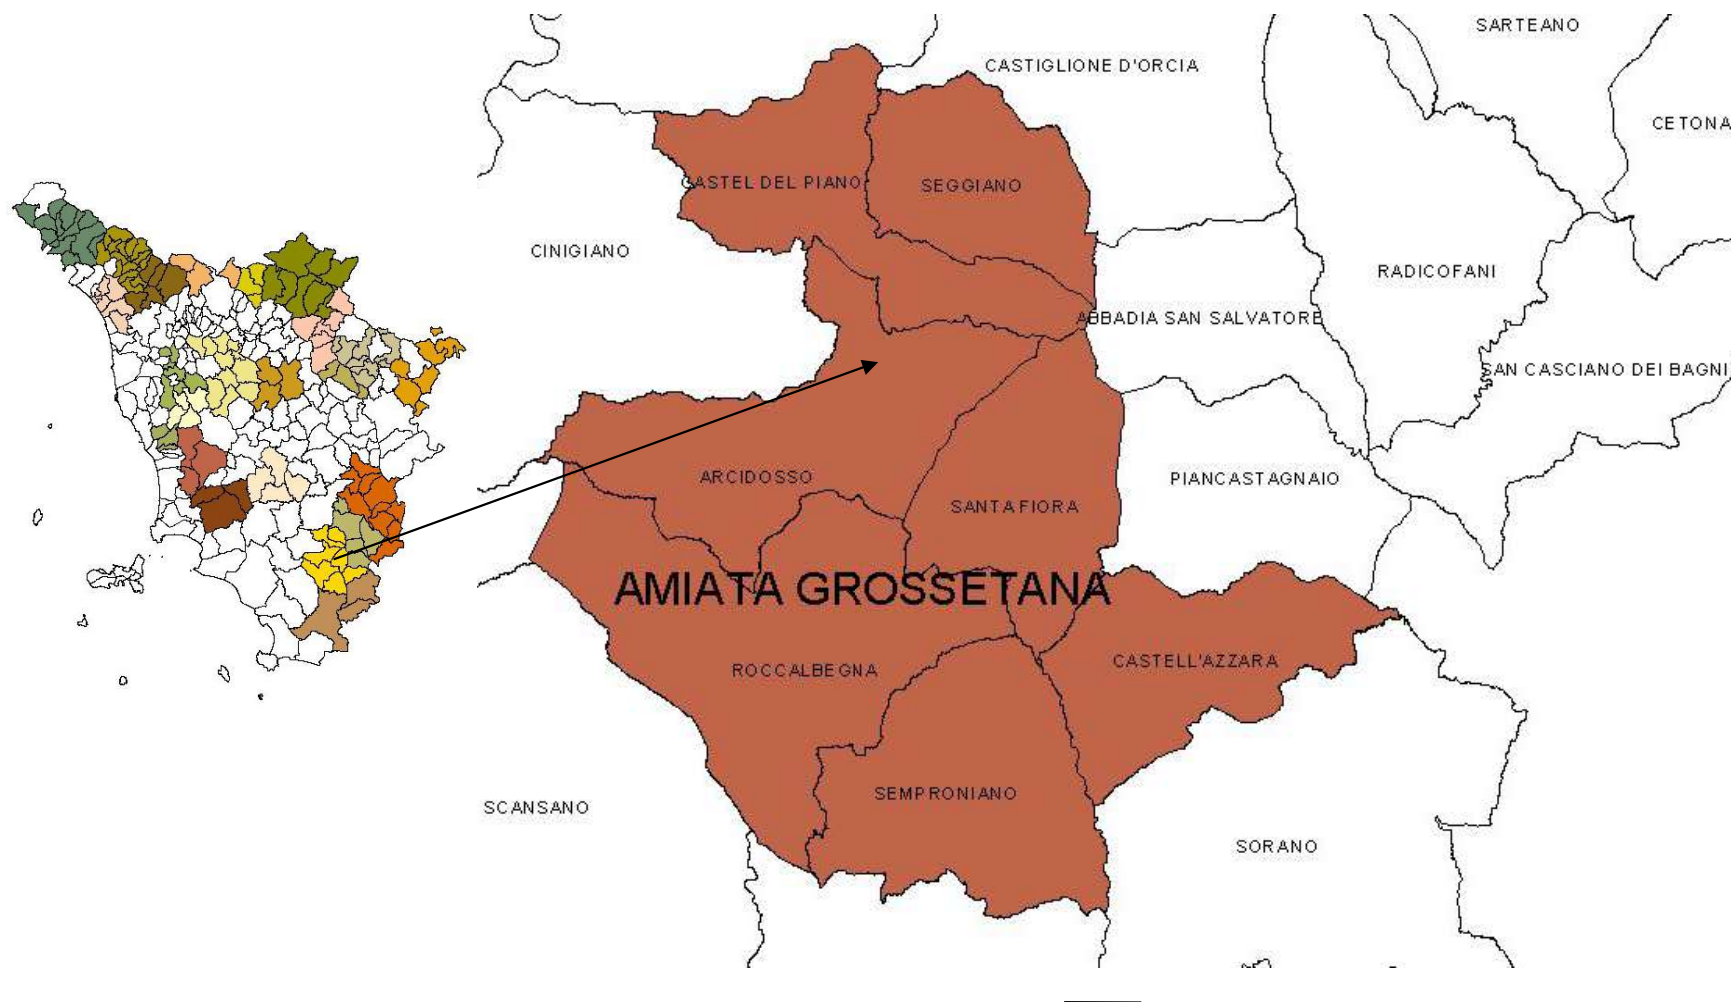 SARTEANO
CASTIGLIONE D'ORCIA
CETONA
CASTEL DEL PIANO
SEGGIANO
CINIGIANO
RADICOFANI
ABBADIA SAN SALVATORE
SAN CASCIANO DEI BAGNI
ARCIDOSSO
PIANCASTAGNAIO
SANTA FIORA
AMIATA GROSSETANA
CASTELL'AZZARA
ROCCALBEGNA
SEMPRONIANO
SCANSANO
SORANO